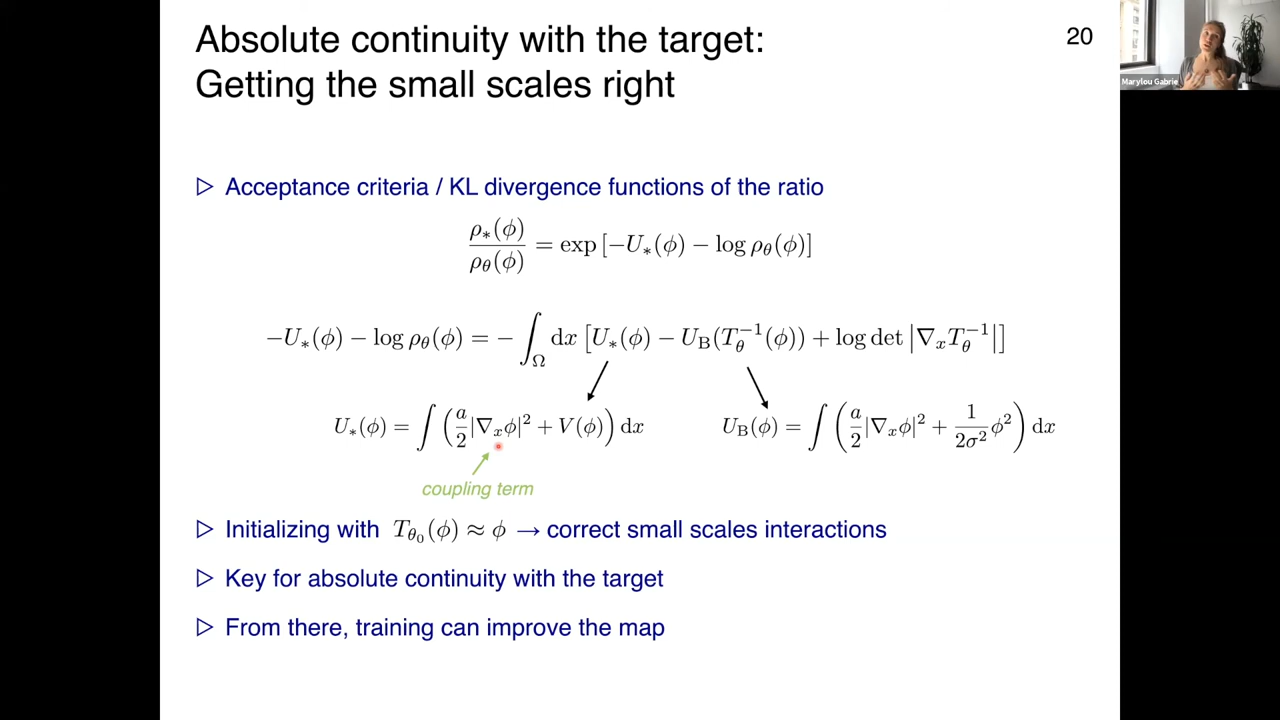 Absolute continuity with the target:
Getting the small scales right
20
Marylou Gabrie
▷ Acceptance criteria / KL divergence functions of the ratio
ρ∗(ϕ) / ρθ(ϕ) = exp [−U∗(ϕ) − log ρθ(ϕ)]
−U∗(ϕ) − log ρθ(ϕ) = − ∫Ω dx [U∗(ϕ) − UB(Tθ⁻¹(ϕ)) + log det |∇xTθ⁻¹|]
U∗(ϕ) = ∫ (a/2 |∇xϕ|² + V(ϕ)) dx
UB(ϕ) = ∫ (a/2 |∇xϕ|² + 1/2σ² ϕ²) dx
coupling term
▷ Initializing with Tθ₀(ϕ) ≈ ϕ → correct small scales interactions
▷ Key for absolute continuity with the target
▷ From there, training can improve the map